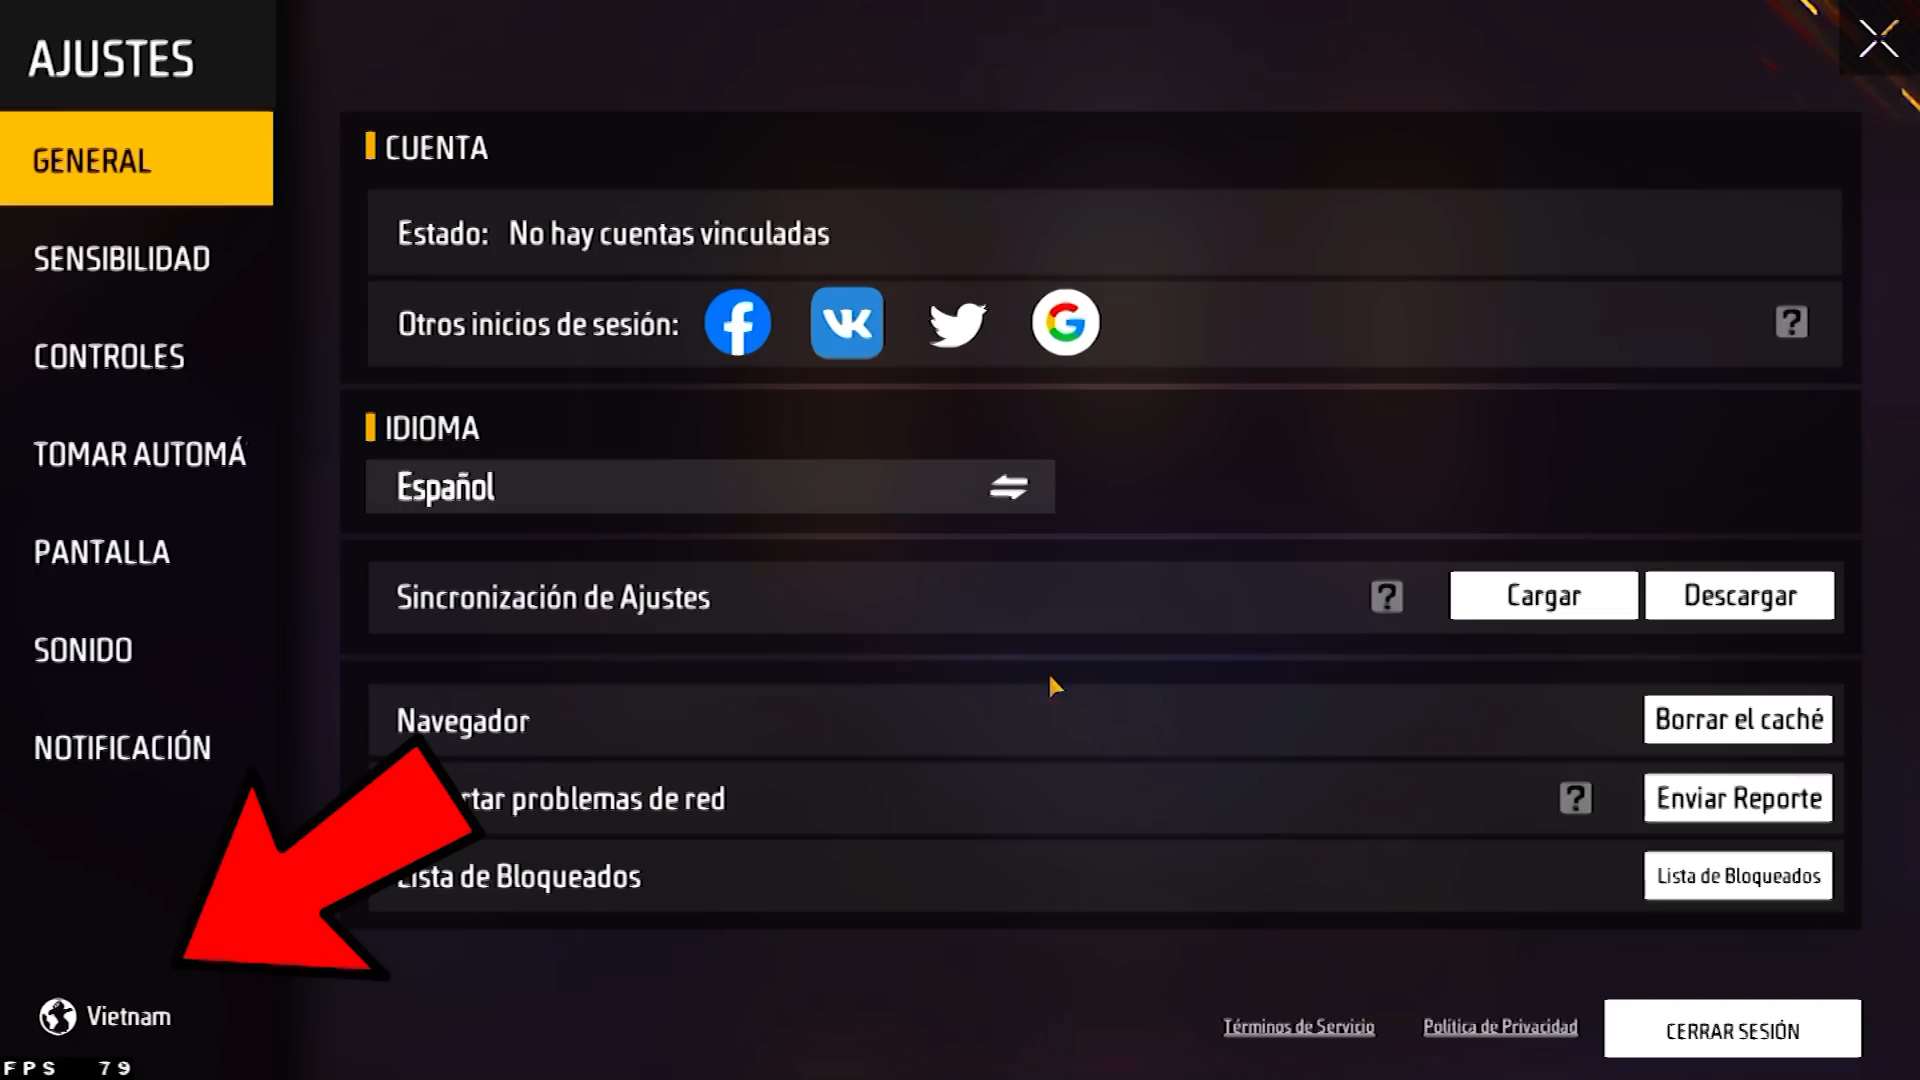 AJUSTES
GENERAL
SENSIBILIDAD
CONTROLES
TOMAR AUTOMÁ
PANTALLA
SONIDO
NOTIFICACIÓN
Vietnam
FPS 79
CUENTA
Estado: No hay cuentas vinculadas
Otros inicios de sesión:
?
IDIOMA
Español
Sincronización de Ajustes
?
Cargar
Descargar
Navegador
Borrar el caché
rtar problemas de red
?
Enviar Reporte
Lista de Bloqueados
Lista de Bloqueados
Términos de Servicio
Política de Privacidad
CERRAR SESIÓN